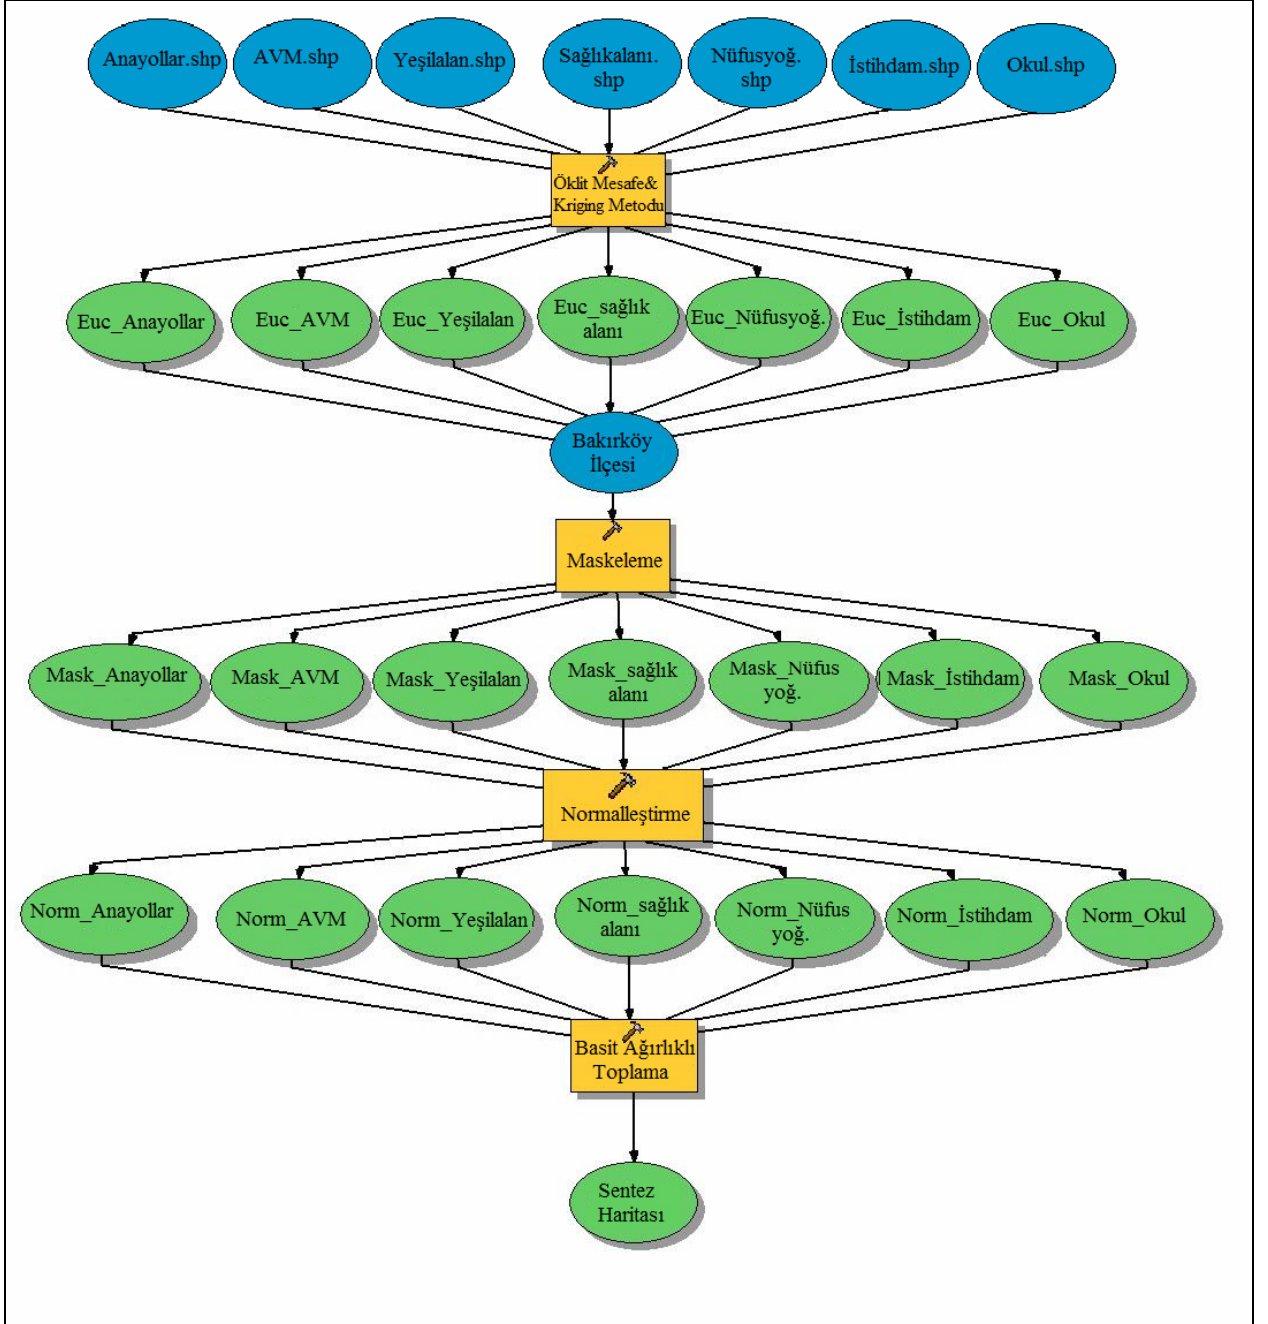 Anayollar.shp
AVM.shp
Yeşilalan.shp
Sağlıkalanı.
shp
Nüfusyoğ.
shp
İstihdam.shp
Okul.shp
Öklit Mesafe&
Kriging Metodu
Euc_Anayollar
Euc_AVM
Euc_Yeşilalan
Euc_sağlık
alanı
Euc_Nüfusyoğ.
Euc_İstihdam
Euc_Okul
Bakırköy
İlçesi
Maskeleme
Mask_Anayollar
Mask_AVM
Mask_Yeşilalan
Mask_sağlık
alanı
Mask_Nüfus
yoğ.
Mask_İstihdam
Mask_Okul
Normalleştirme
Norm_Anayollar
Norm_AVM
Norm_Yeşilalan
Norm_sağlık
alanı
Norm_Nüfus
yoğ.
Norm_İstihdam
Norm_Okul
Basit Ağırlıklı
Toplama
Sentez
Haritası